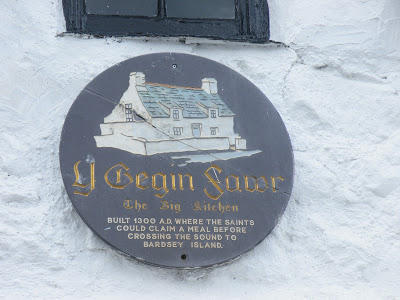 Y Gegin Fawr
The Big Kitchen
BUILT 1300 A.D. WHERE THE SAINTS
COULD CLAIM A MEAL BEFORE
CROSSING THE SOUND TO
BARDSEY ISLAND.